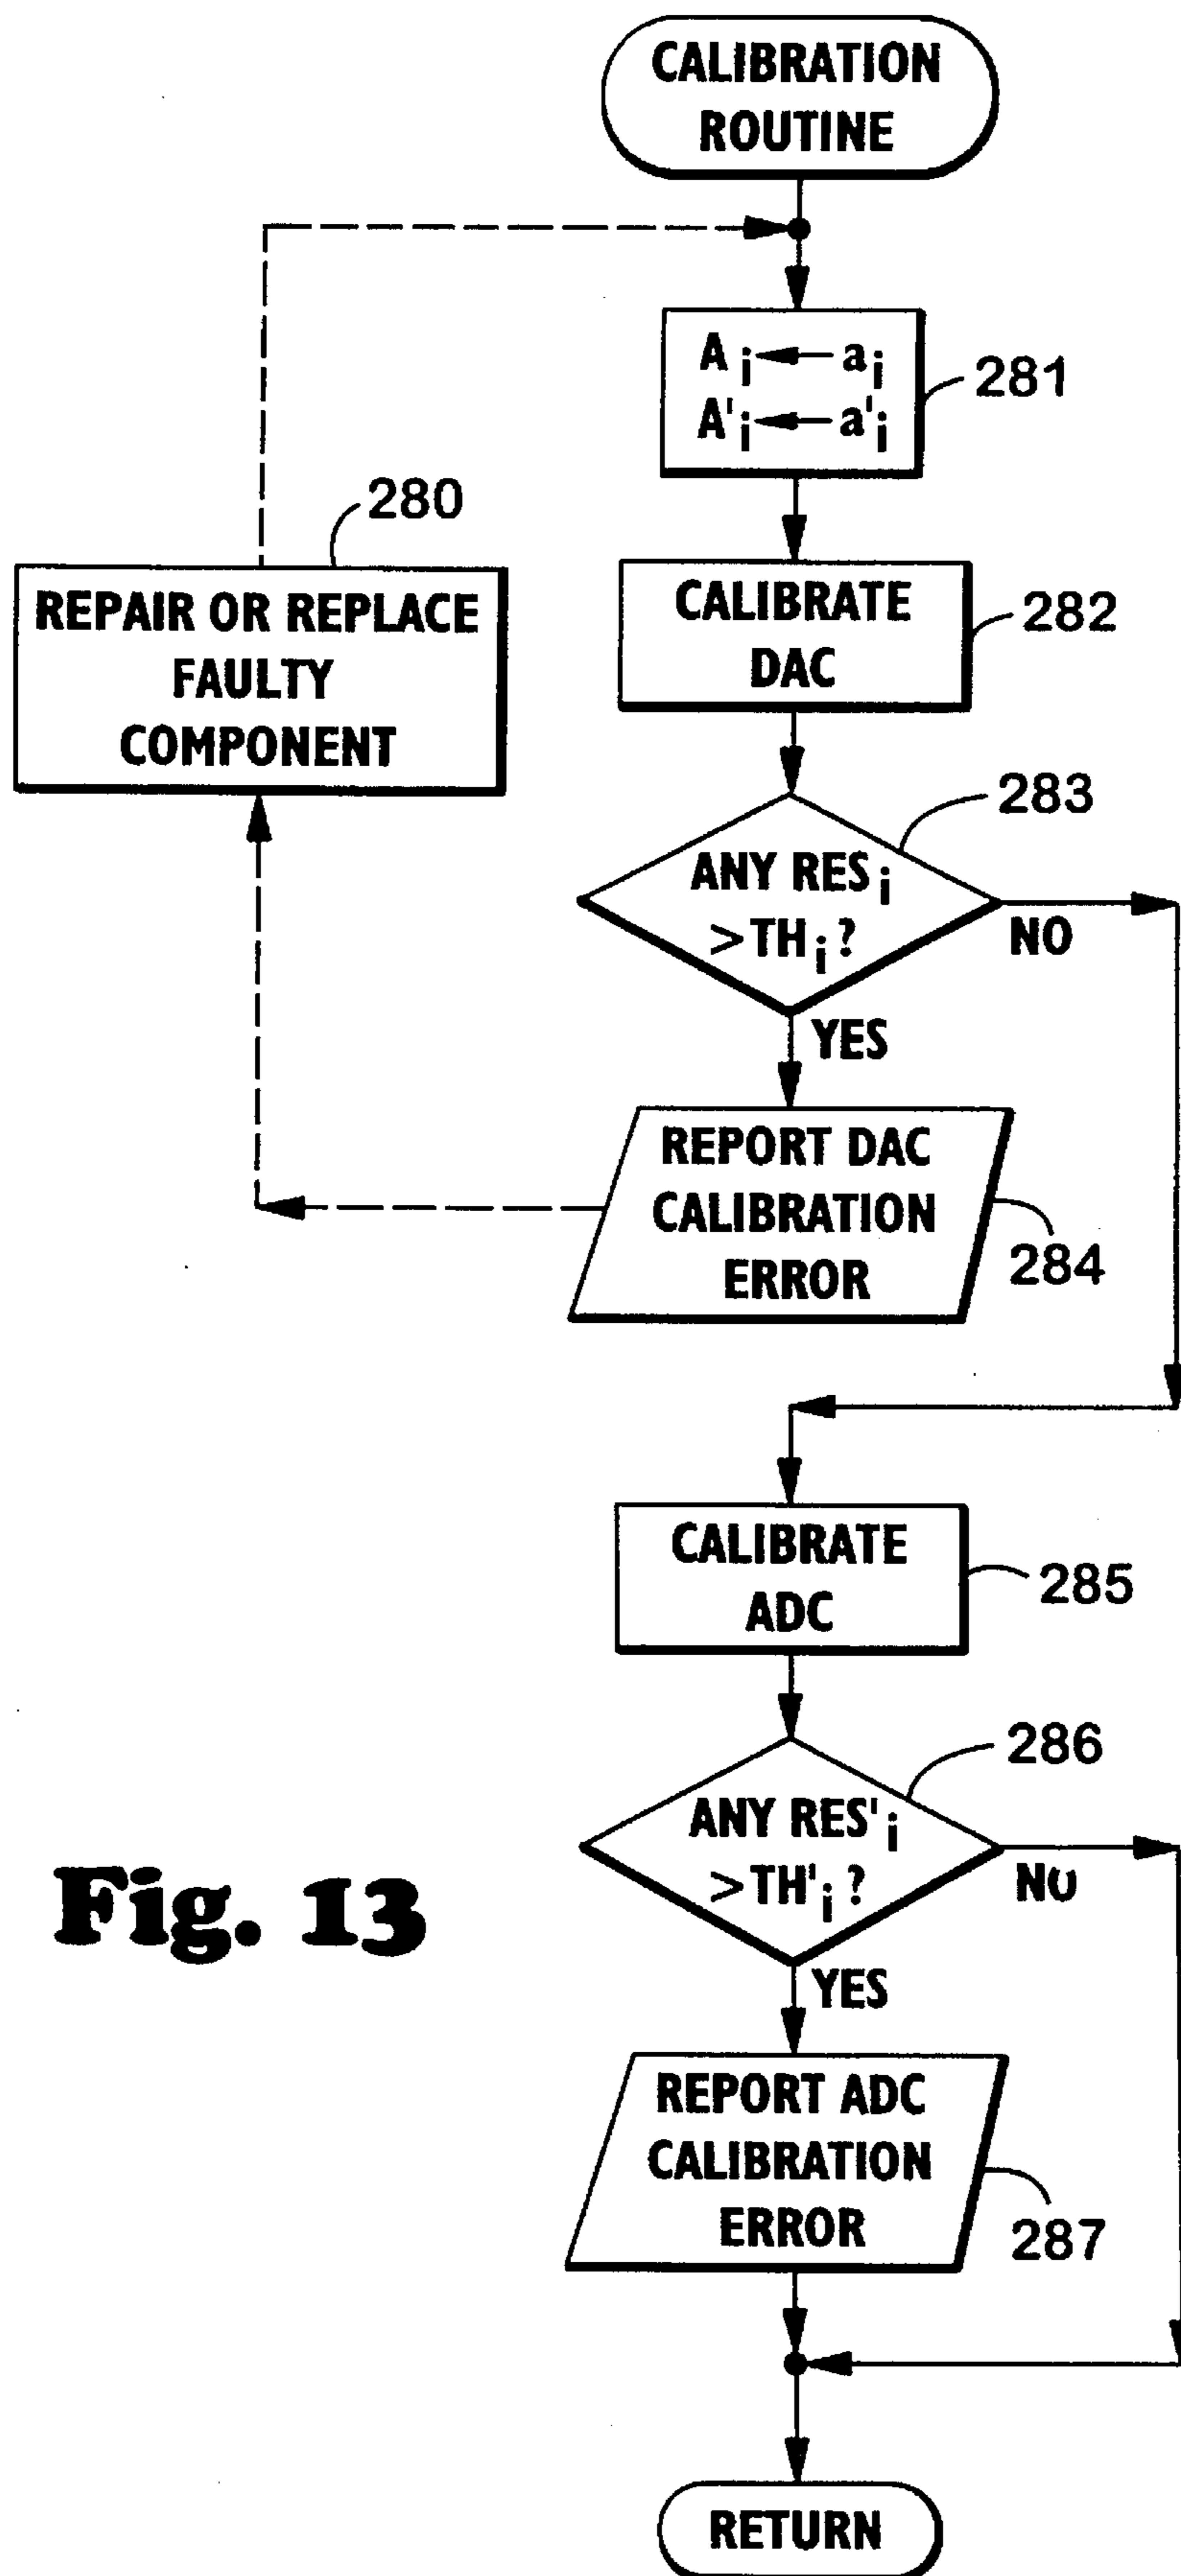 CALIBRATION
ROUTINE
A i ← a i
A' i ← a' i
281
280
REPAIR OR REPLACE
FAULTY
COMPONENT
CALIBRATE
DAC
282
283
ANY RES i
> TH i ?
NO
YES
REPORT DAC
CALIBRATION
ERROR
284
CALIBRATE
ADC
285
286
ANY RES' i
> TH' i ?
NO
YES
Fig. 13
REPORT ADC
CALIBRATION
ERROR
287
RETURN